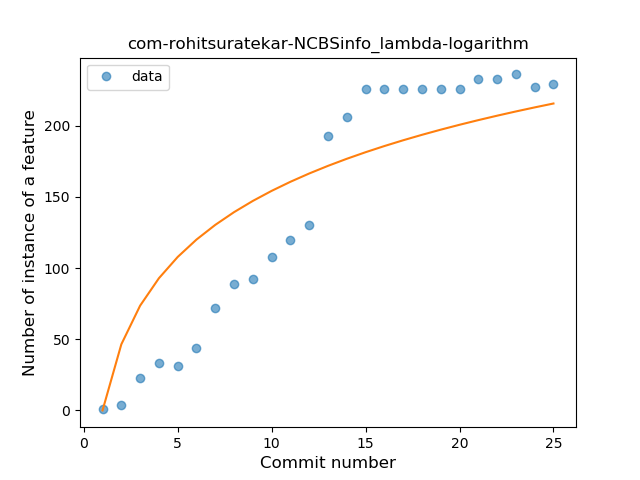 com-rohitsuratekar-NCBSinfo_lambda-logarithm
data
Number of instance of a feature
200
150
100
50
0
0 5 10 15 20 25
Commit number